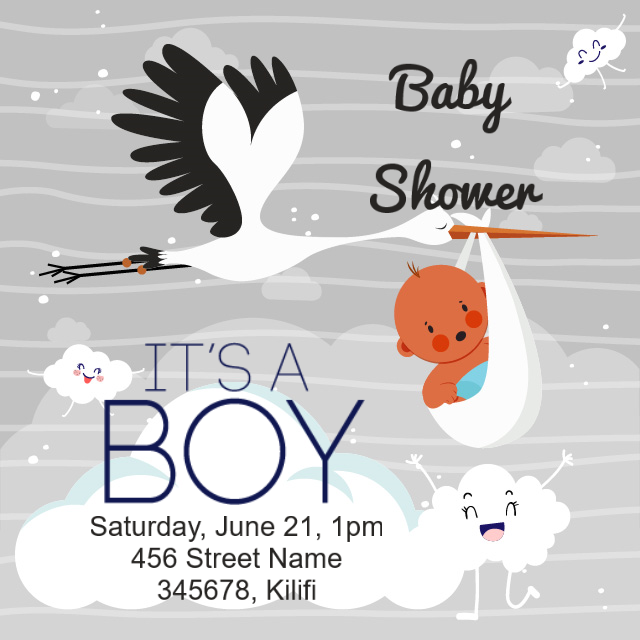 Baby
Shower
IT'S A
BOY
Saturday, June 21, 1pm
456 Street Name
345678, Kilifi